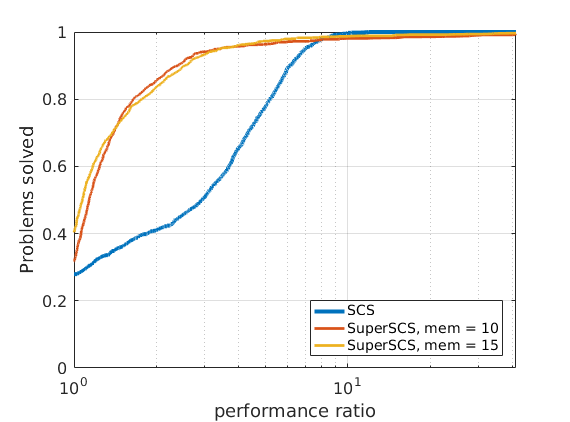 1
0.8
0.6
0.4
0.2
0
10^0
10^1
Problems solved
performance ratio
SCS
SuperSCS, mem = 10
SuperSCS, mem = 15